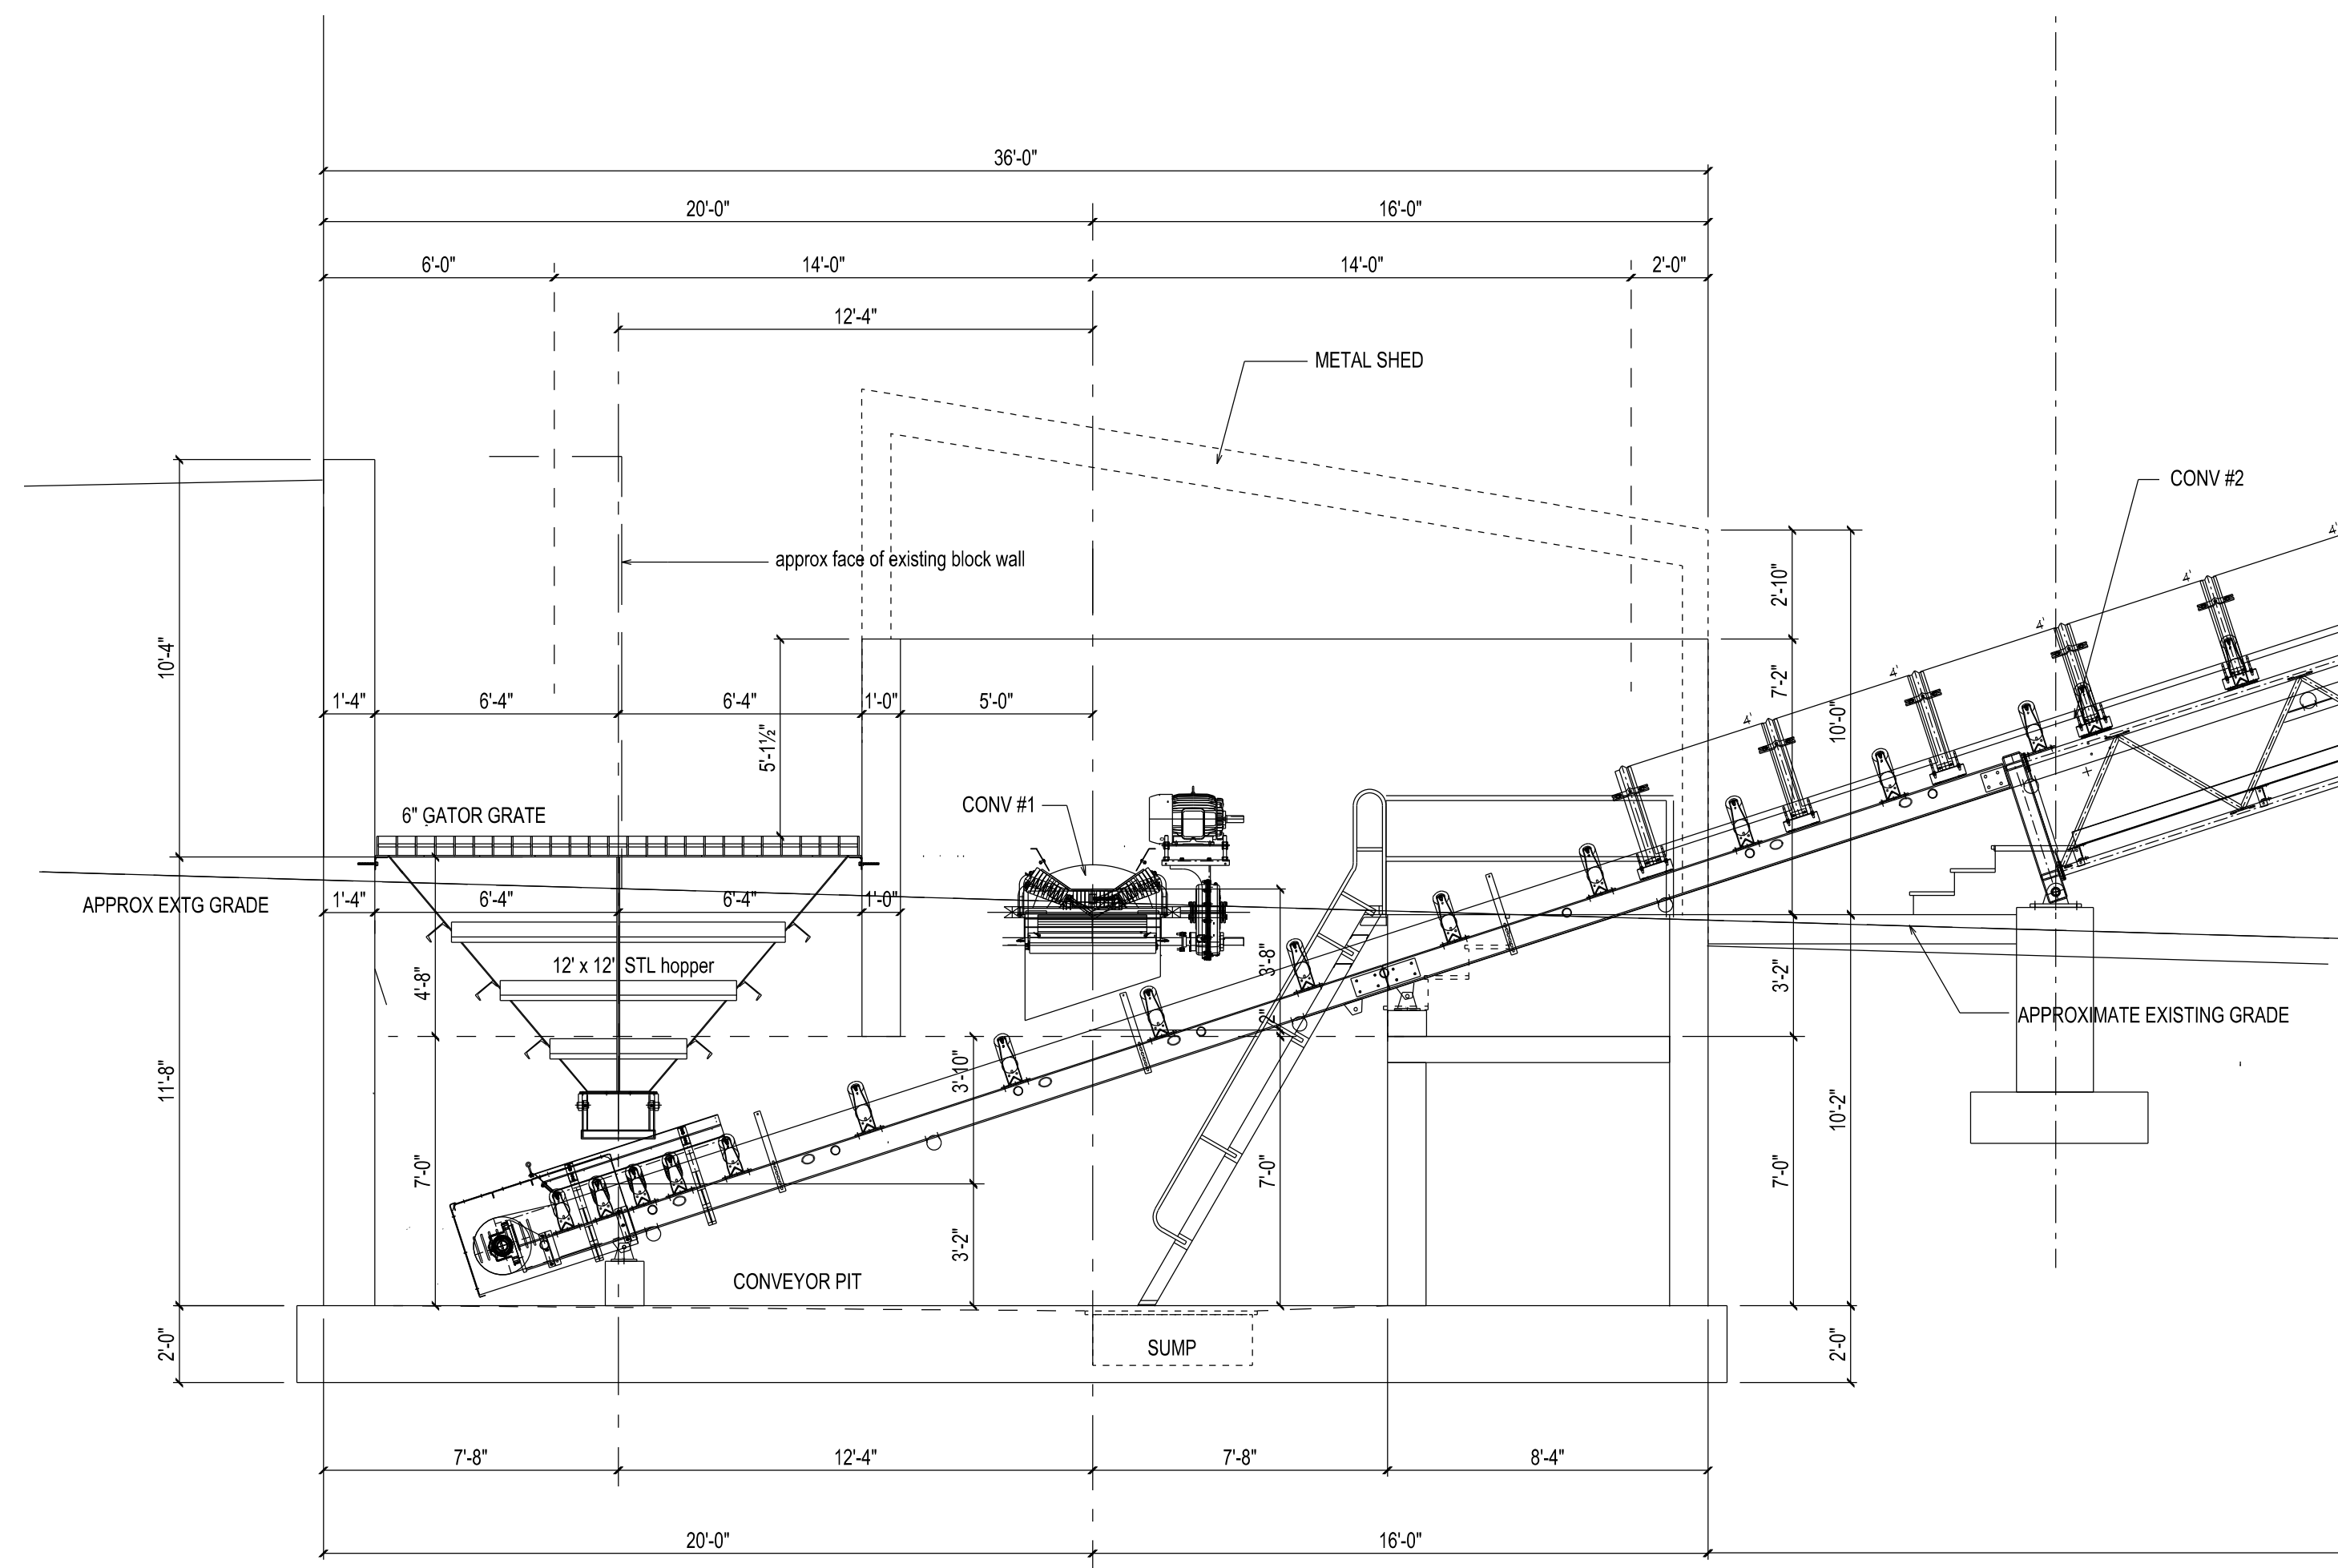 36'-0"
20'-0" 16'-0"
6'-0" 14'-0" 14'-0" 2'-0"
12'-4"
METAL SHED
CONV #2
4'
approx face of existing block wall
2'-10"
4'
4'
10'-4"
4'
7'-2"
1'-4" 6'-4" 6'-4" 1'-0" 5'-0"
10'-0"
4'
5'-1½"
6" GATOR GRATE
CONV #1
APPROX EXTG GRADE
1'-4" 6'-4" 6'-4" 1'-0"
12' x 12' STL hopper
4'-8"
3'-8"
3'-2"
APPROXIMATE EXISTING GRADE
11'-8"
3'-10"
10'-2"
7'-0"
7'-0"
7'-0"
3'-2"
CONVEYOR PIT
2'-0"
SUMP
2'-0"
7'-8" 12'-4" 7'-8" 8'-4"
20'-0" 16'-0"